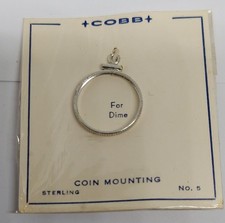 +COBB+
For
Dime
COIN MOUNTING
STERLING No. 5